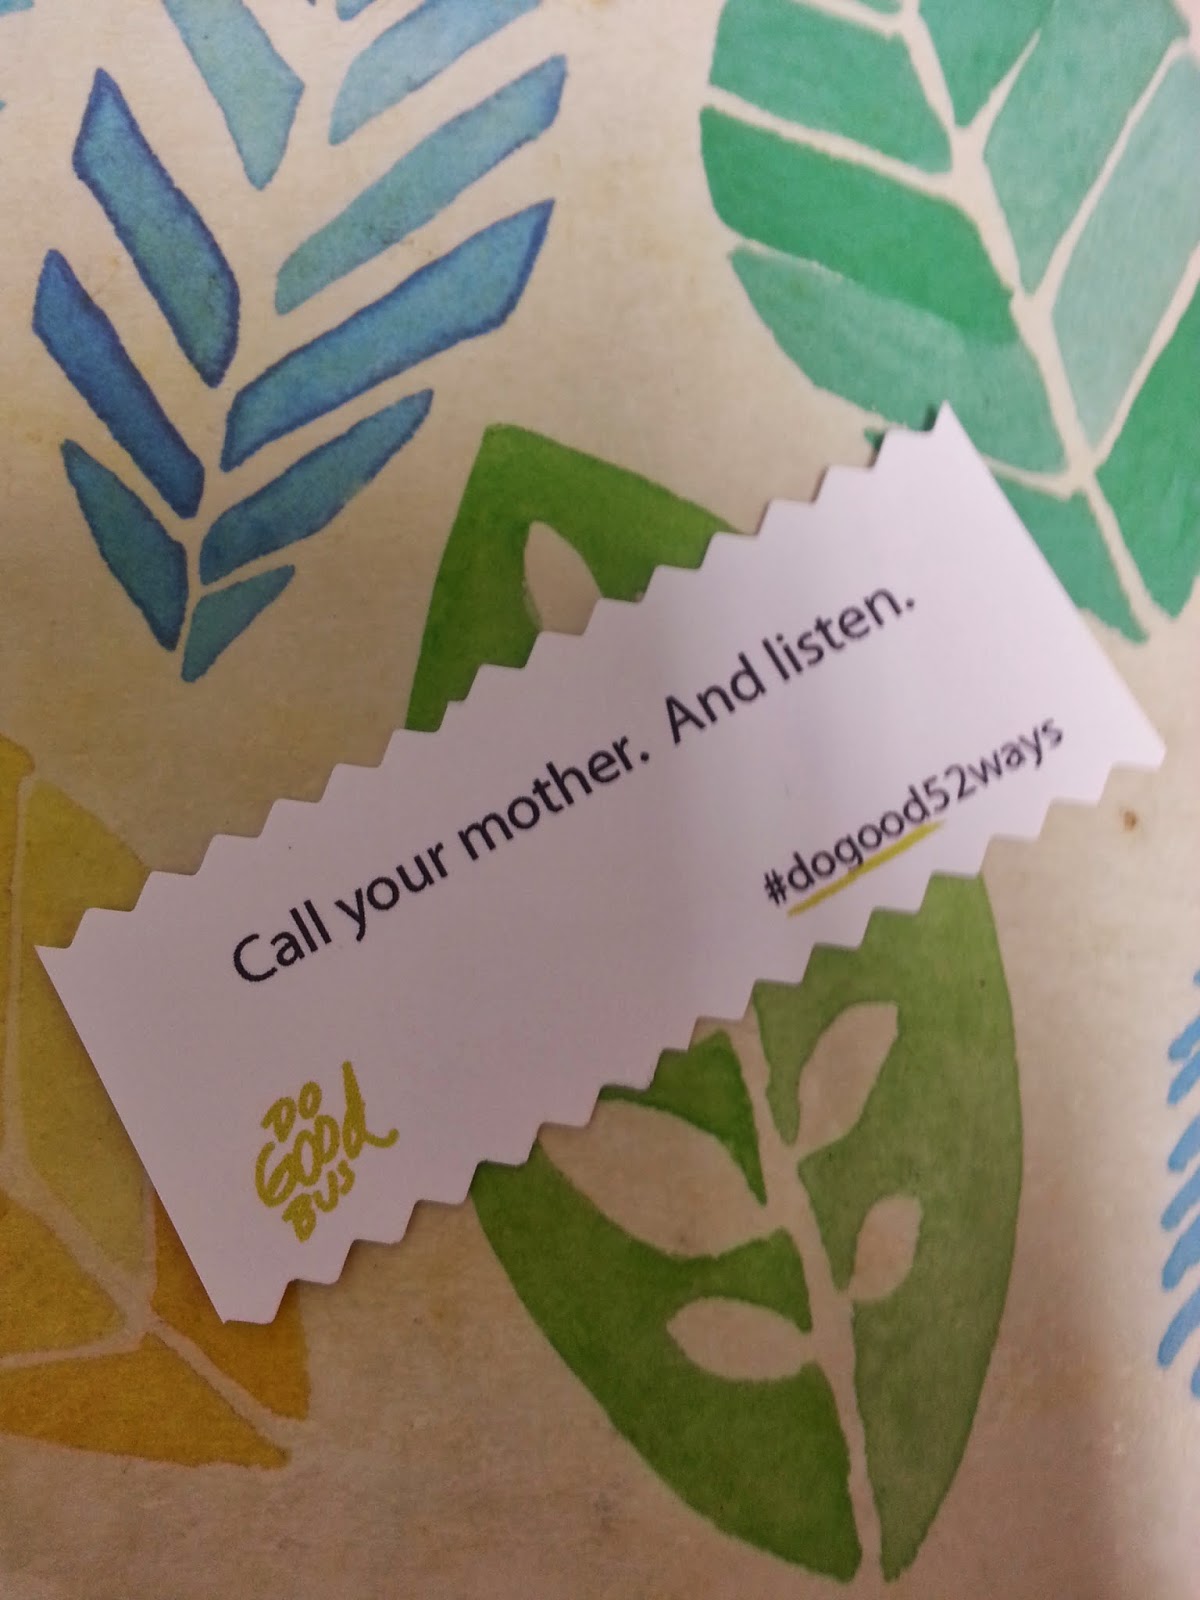 Call your mother. And listen.
#dogood52ways
DO
GOOD
BUS